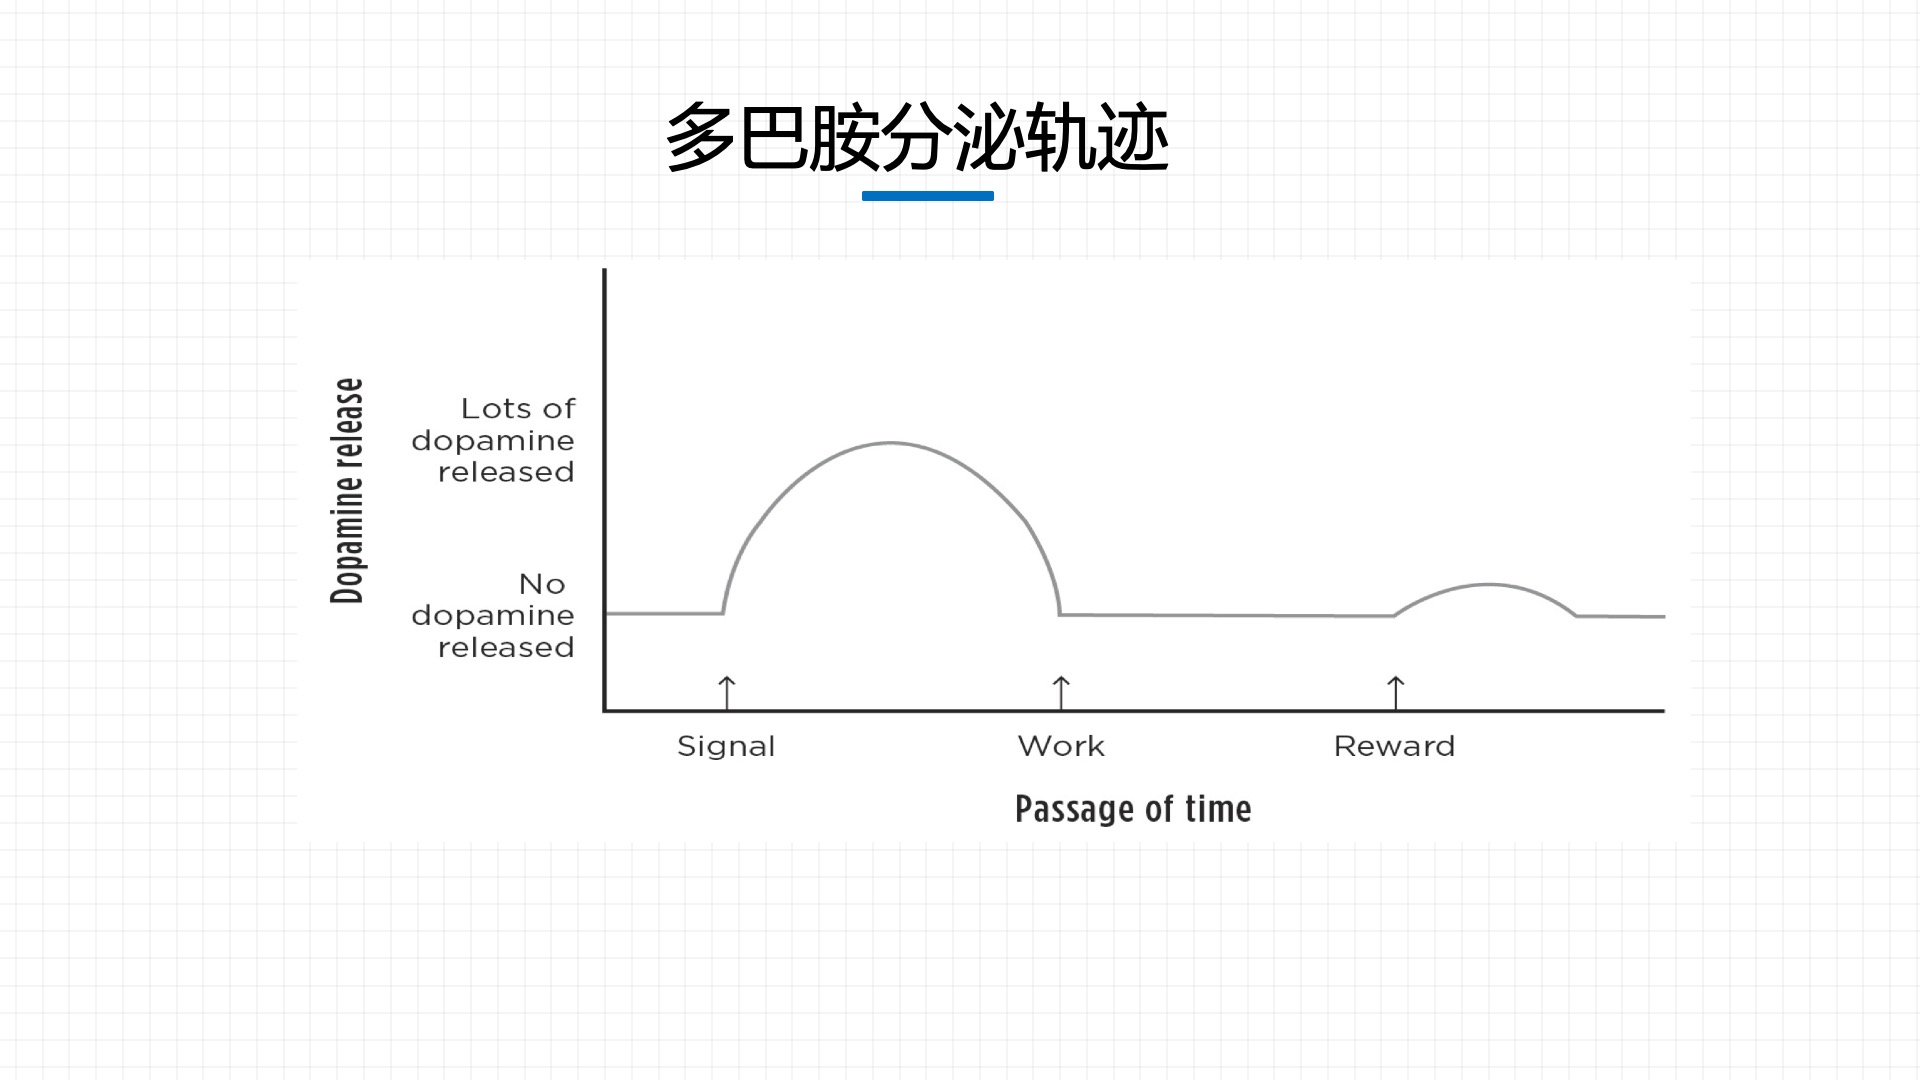 多巴胺分泌轨迹
Dopamine release
Lots of
dopamine
released
No
dopamine
released
Signal
Work
Reward
Passage of time